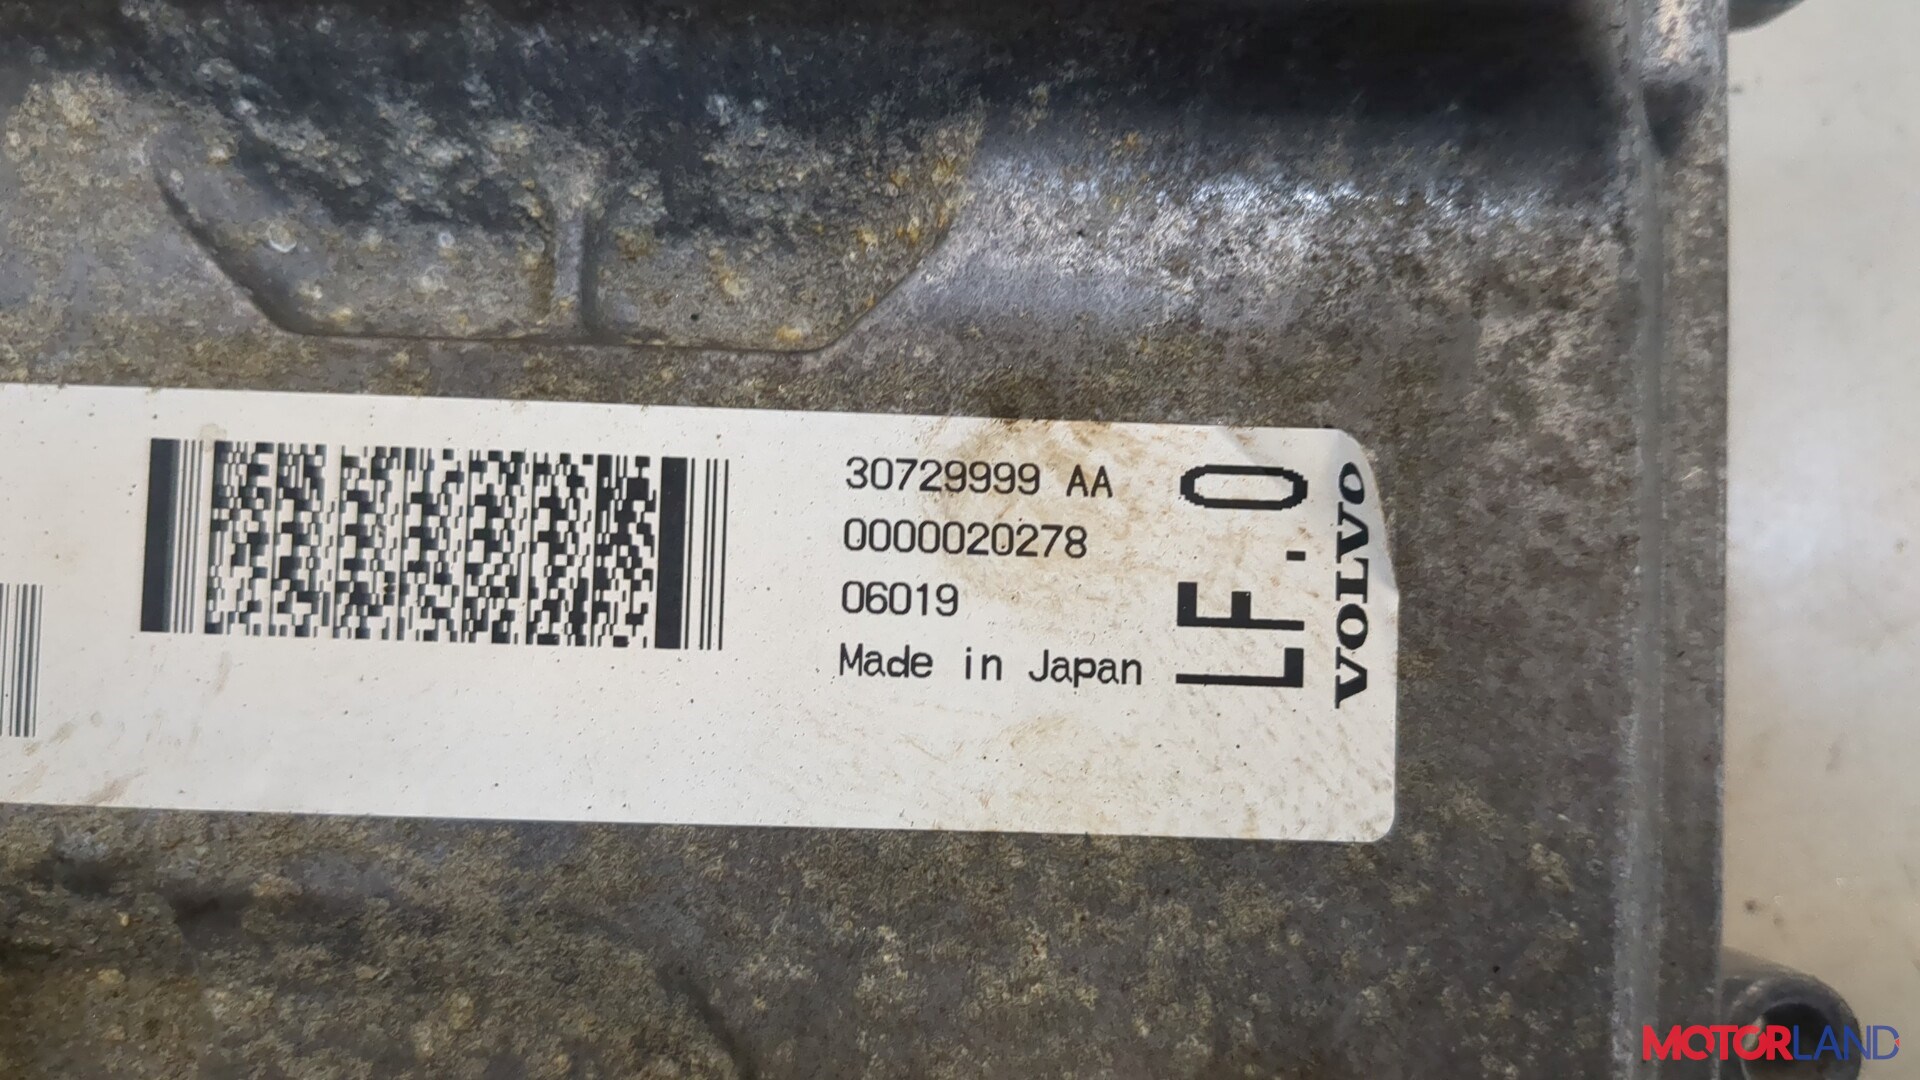 30729999 AA
0000020278
06019
Made in Japan
LF.0
VOLVO
MOTORLAND